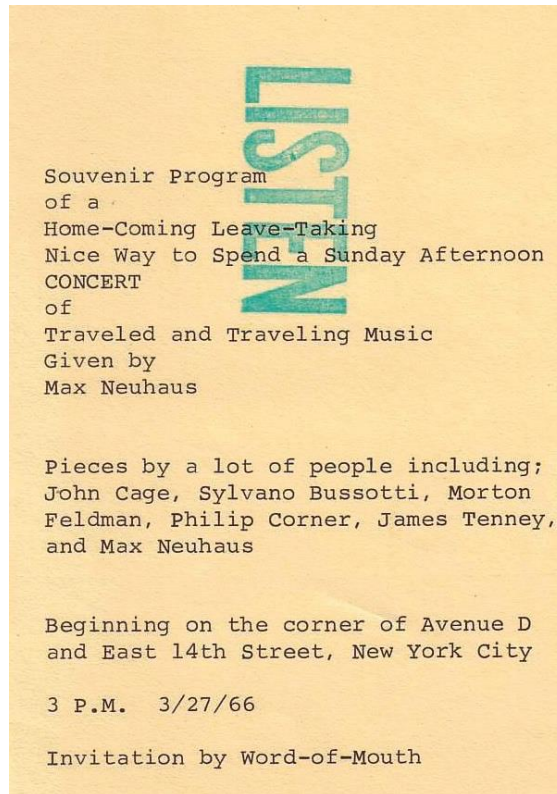 LISTEN
Souvenir Program
of a
Home-Coming Leave-Taking
Nice Way to Spend a Sunday Afternoon
CONCERT
of
Traveled and Traveling Music
Given by
Max Neuhaus
Pieces by a lot of people including;
John Cage, Sylvano Bussotti, Morton
Feldman, Philip Corner, James Tenney,
and Max Neuhaus
Beginning on the corner of Avenue D
and East 14th Street, New York City
3 P.M. 3/27/66
Invitation by Word-of-Mouth